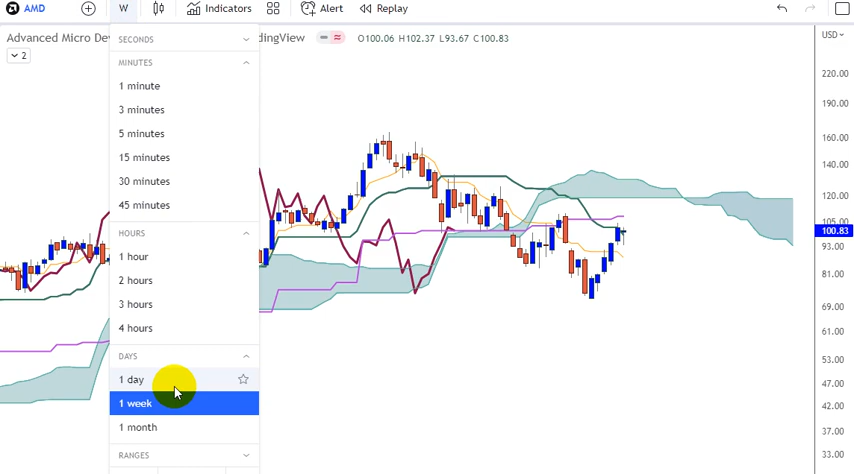 AMD W Indicators Alert Replay
Advanced Micro Dev dingView O100.06 H102.37 L93.67 C100.83 USD
2
SECONDS
MINUTES
1 minute
3 minutes
5 minutes
15 minutes
30 minutes
45 minutes
HOURS
1 hour
2 hours
3 hours
4 hours
DAYS
1 day
1 week
1 month
RANGES
220.00
190.00
160.00
140.00
120.00
105.00
100.83
93.00
81.00
69.00
61.00
53.00
47.00
42.00
37.00
33.00